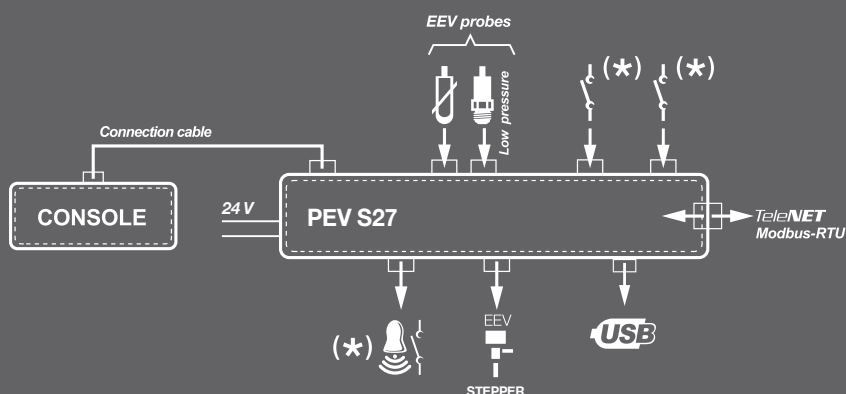 EEV probes
Low pressure
(*)
(*)
Connection cable
CONSOLE
24 V
PEV S27
TeleNET
Modbus-RTU
(*)
EEV
USB
STEPPER